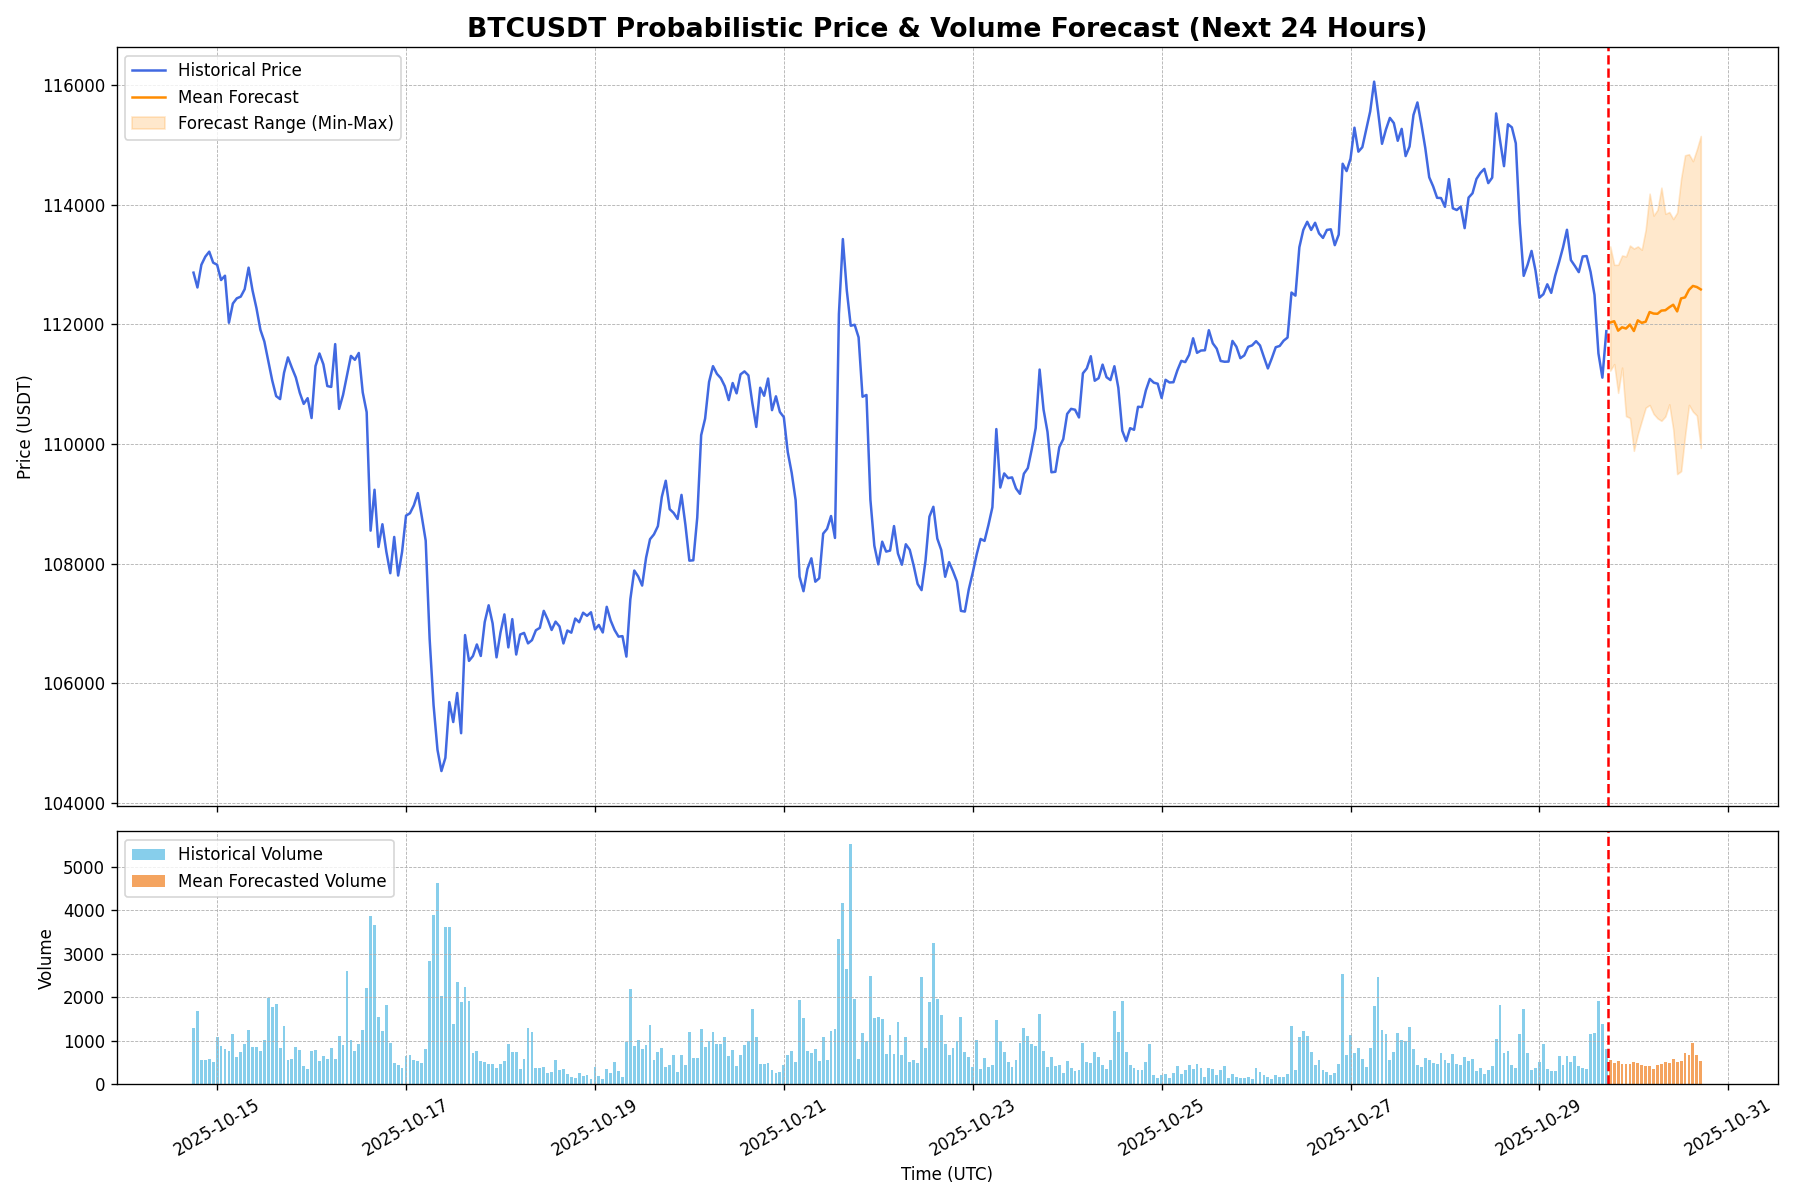 BTCUSDT Probabilistic Price & Volume Forecast (Next 24 Hours)
Historical Price
Mean Forecast
Forecast Range (Min-Max)
116000
114000
112000
110000
108000
106000
104000
Price (USDT)
Historical Volume
Mean Forecasted Volume
5000
4000
3000
2000
1000
0
Volume
2025-10-15
2025-10-17
2025-10-19
2025-10-21
2025-10-23
2025-10-25
2025-10-27
2025-10-29
2025-10-31
Time (UTC)